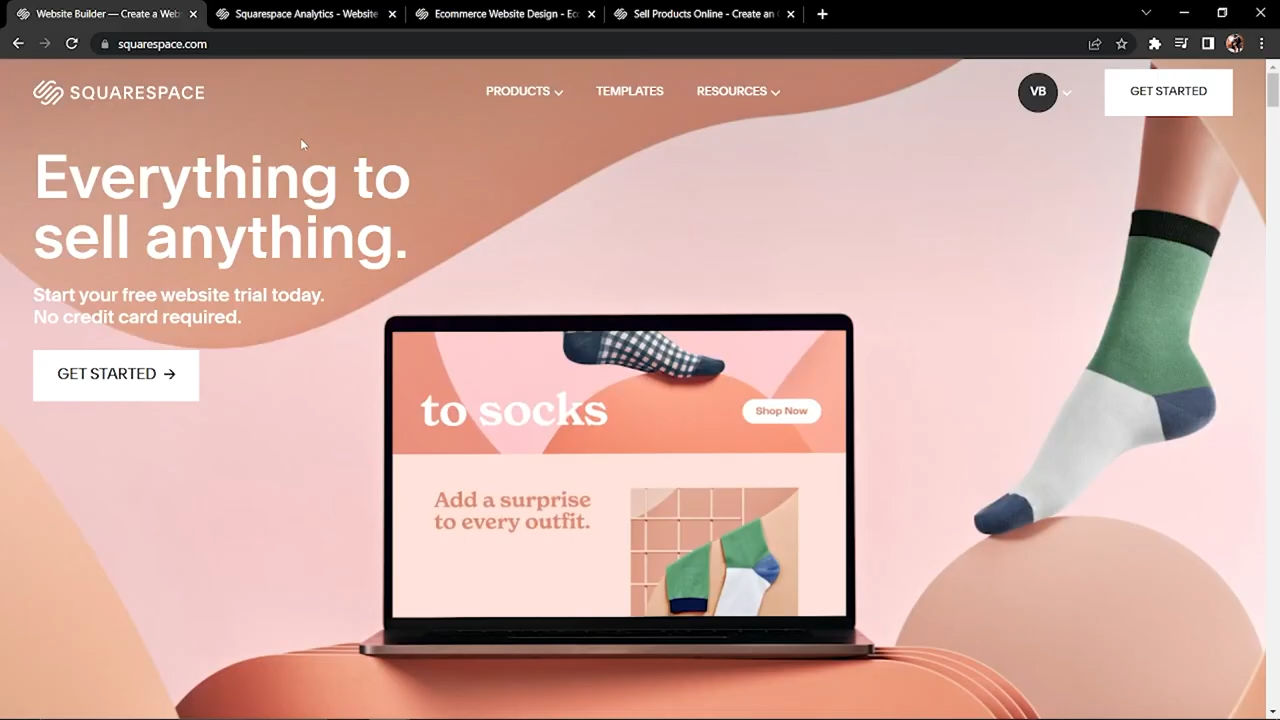 Website Builder — Create a Web
Squarespace Analytics - Website
Ecommerce Website Design - Ec
Sell Products Online - Create an
squarespace.com
SQUARESPACE
PRODUCTS
TEMPLATES
RESOURCES
VB
GET STARTED
Everything to
sell anything.
Start your free website trial today.
No credit card required.
GET STARTED →
to socks
Shop Now
Add a surprise
to every outfit.